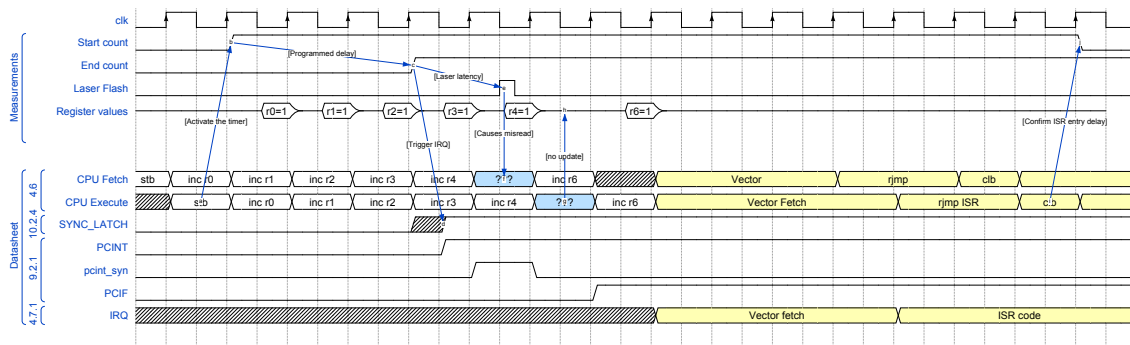 clk
Start count
End count
Laser Flash
Register values
Measurements
b
[Programmed delay]
c
[Laser latency]
e
r0=1 r1=1 r2=1 r3=1 r4=1 h r6=1
[Activate the timer]
[Trigger IRQ]
[Causes misread]
[no update]
[Confirm ISR entry delay]
Datasheet
4.6
10.2.4
9.2.1
4.7.1
CPU Fetch stb inc r0 inc r1 inc r2 inc r3 inc r4 inc r6 Vector rjmp clb
CPU Execute inc r0 inc r1 inc r2 inc r3 inc r4 inc r6 Vector Fetch rjmp ISR
SYNC_LATCH
PCINT
pcint_syn
PCIF
IRQ Vector fetch ISR code